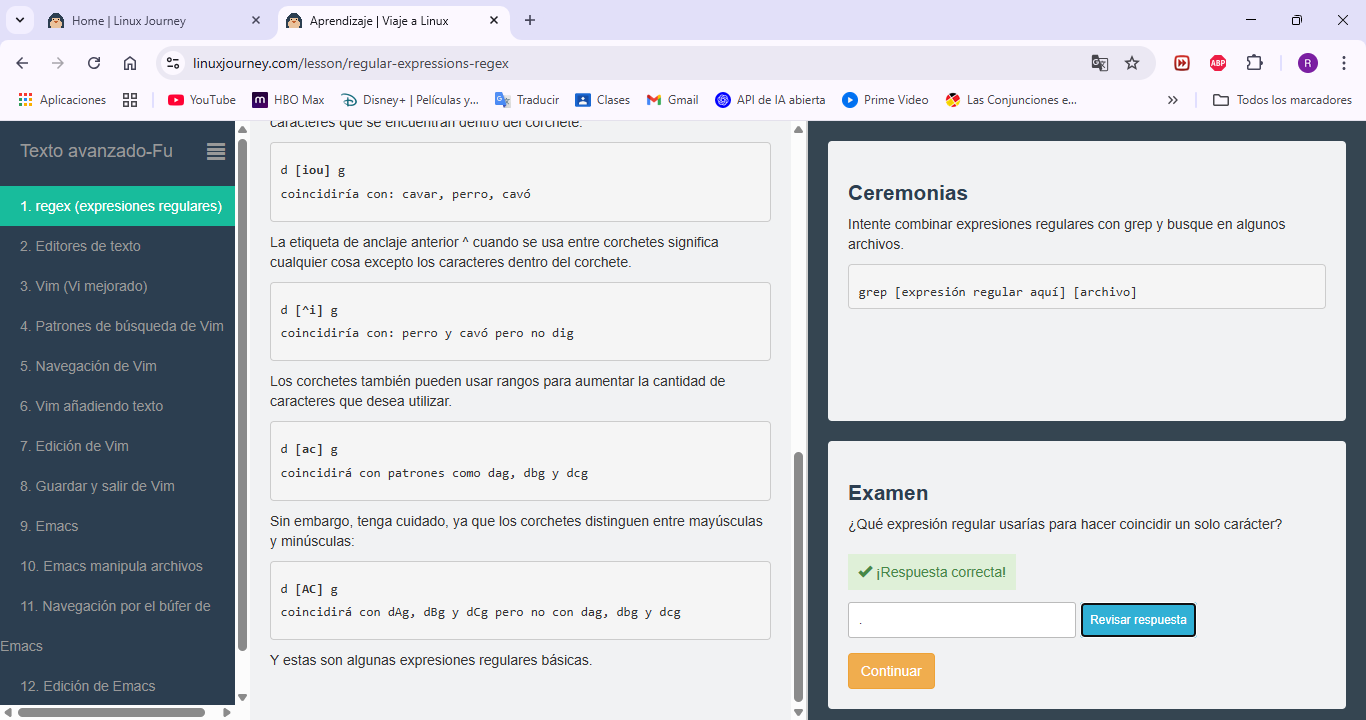 Home | Linux Journey
Aprendizaje | Viaje a Linux
linuxjourney.com/lesson/regular-expressions-regex
ABP
R
Aplicaciones
YouTube
HBO Max
Disney+ | Películas y...
Traducir
Clases
Gmail
API de IA abierta
Prime Video
Las Conjunciones e...
Todos los marcadores
Texto avanzado-Fu
1. regex (expresiones regulares)
2. Editores de texto
3. Vim (Vi mejorado)
4. Patrones de búsqueda de Vim
5. Navegación de Vim
6. Vim añadiendo texto
7. Edición de Vim
8. Guardar y salir de Vim
9. Emacs
10. Emacs manipula archivos
11. Navegación por el búfer de
Emacs
12. Edición de Emacs
caracteres que se encuentran dentro del corchete.
d [iou] g
coincidiría con: cavar, perro, cavó
La etiqueta de anclaje anterior ^ cuando se usa entre corchetes significa
cualquier cosa excepto los caracteres dentro del corchete.
d [^i] g
coincidiría con: perro y cavó pero no dig
Los corchetes también pueden usar rangos para aumentar la cantidad de
caracteres que desea utilizar.
d [ac] g
coincidirá con patrones como dag, dbg y dcg
Sin embargo, tenga cuidado, ya que los corchetes distinguen entre mayúsculas
y minúsculas:
d [AC] g
coincidirá con dAg, dBg y dCg pero no con dag, dbg y dcg
Y estas son algunas expresiones regulares básicas.
Ceremonias
Intente combinar expresiones regulares con grep y busque en algunos
archivos.
grep [expresión regular aquí] [archivo]
Examen
¿Qué expresión regular usarías para hacer coincidir un solo carácter?
¡Respuesta correcta!
.
Revisar respuesta
Continuar